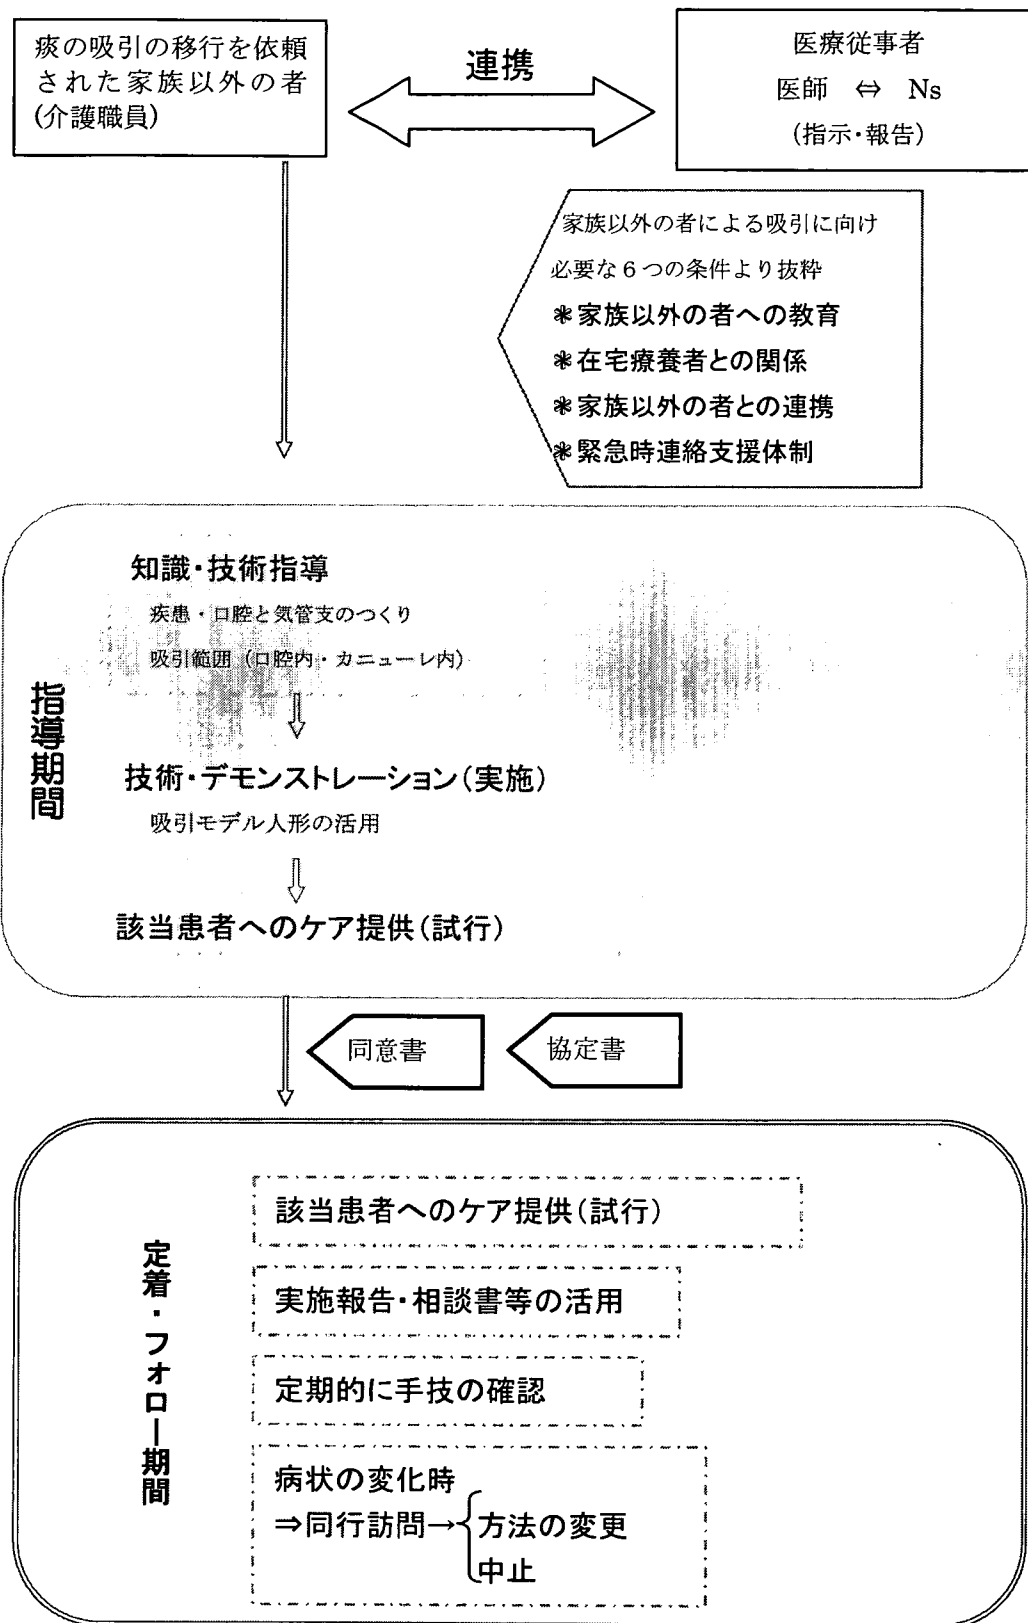 痰の吸引の移行を依頼
された家族以外の者
(介護職員)
連携
医療従事者
医師 ⇔ Ns
(指示・報告)
家族以外の者による吸引に向け
必要な6つの条件より抜粋
＊家族以外の者への教育
＊在宅療養者との関係
＊家族以外の者との連携
＊緊急時連絡支援体制
指導期間
知識・技術指導
疾患・口腔と気管支のつくり
吸引範囲（口腔内・カニューレ内）
技術・デモンストレーション(実施)
吸引モデル人形の活用
該当患者へのケア提供(試行)
同意書
協定書
定着・フォロー期間
該当患者へのケア提供(試行)
実施報告・相談書等の活用
定期的に手技の確認
病状の変化時
⇒同行訪問→
方法の変更
中止